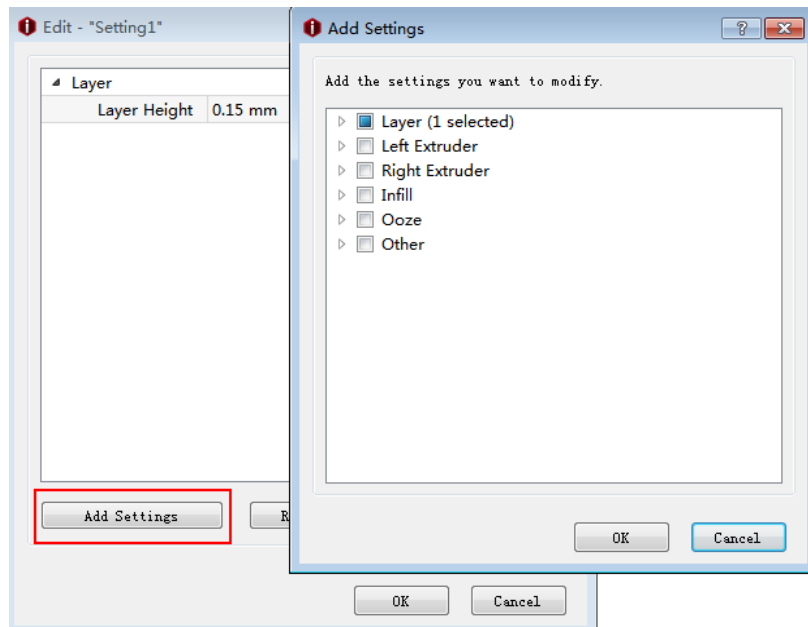 Edit - "Setting1"
Layer
Layer Height 0.15 mm
Add Settings
OK Cancel
Add Settings
Add the settings you want to modify.
Layer (1 selected)
Left Extruder
Right Extruder
Infill
Ooze
Other
OK Cancel